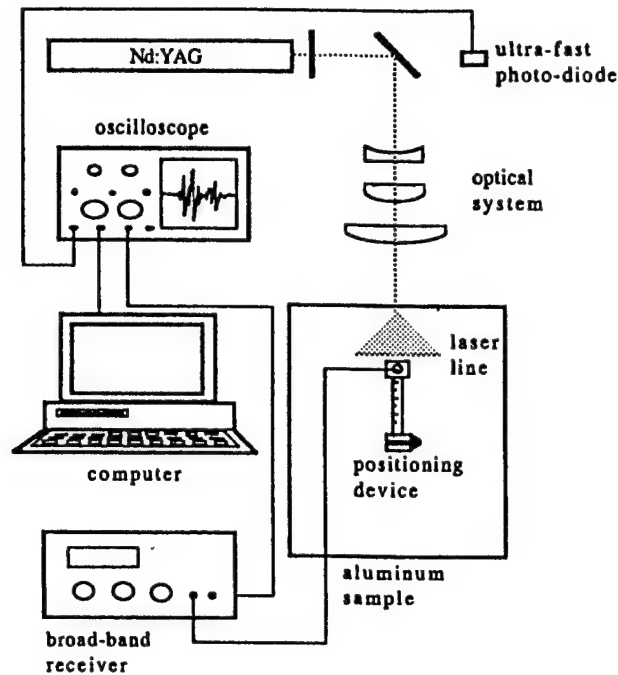 Nd:YAG
ultra-fast
photo-diode
oscilloscope
optical
system
laser
line
computer
positioning
device
aluminum
sample
broad-band
receiver